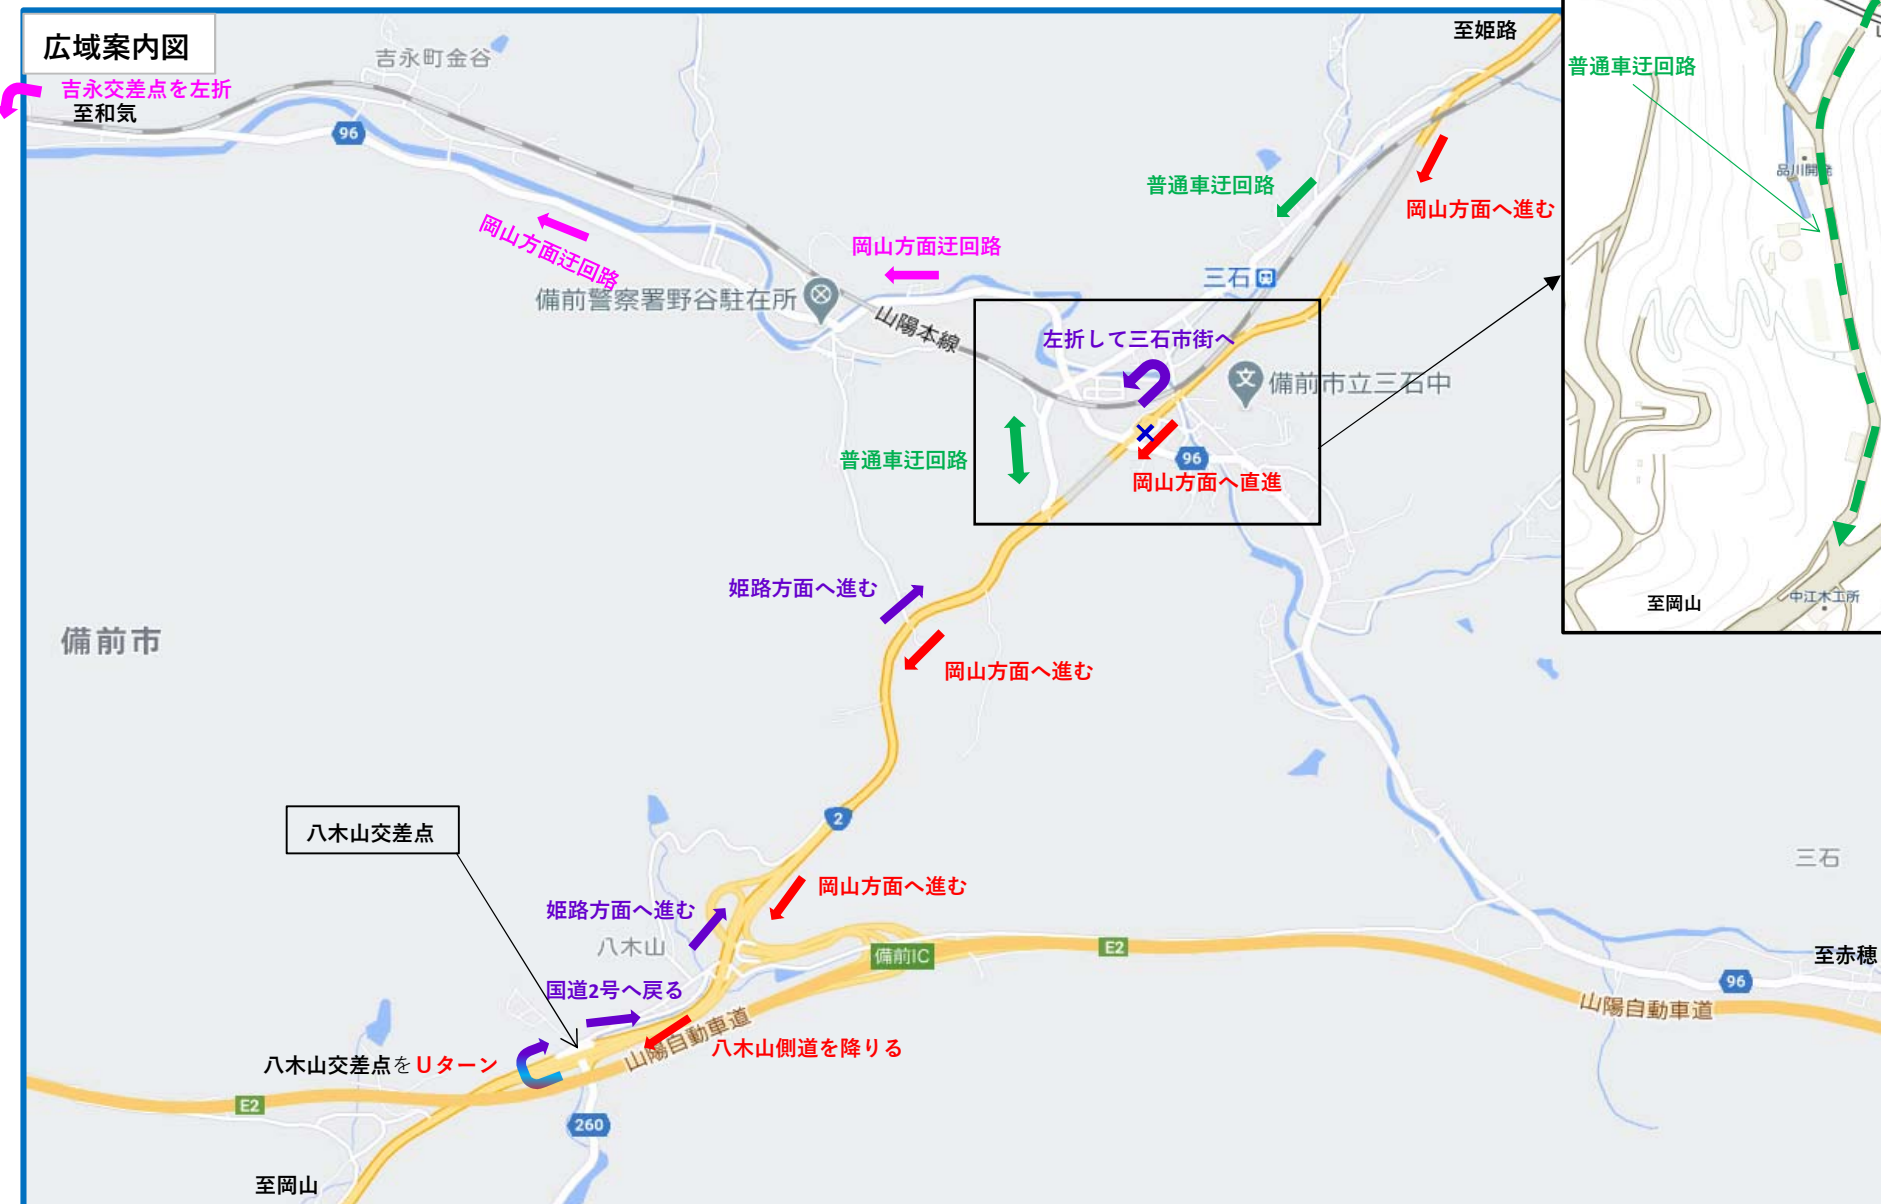 広域案内図
吉永交差点を左折
至和気
吉永町金谷
96
岡山方面迂回路
岡山方面迂回路
備前警察署野谷駐在所
山陽本線
至姫路
普通車迂回路
岡山方面へ進む
三石
左折して三石市街へ
文
備前市立三石中
96
岡山方面へ直進
普通車迂回路
普通車迂回路
品川開発
至岡山
中江木工所
姫路方面へ進む
岡山方面へ進む
備前市
八木山交差点
2
岡山方面へ進む
姫路方面へ進む
八木山
備前IC
E2
三石
至赤穂
96
山陽自動車道
国道2号へ戻る
山陽自動車道
八木山側道を降りる
八木山交差点をUターン
E2
260
至岡山